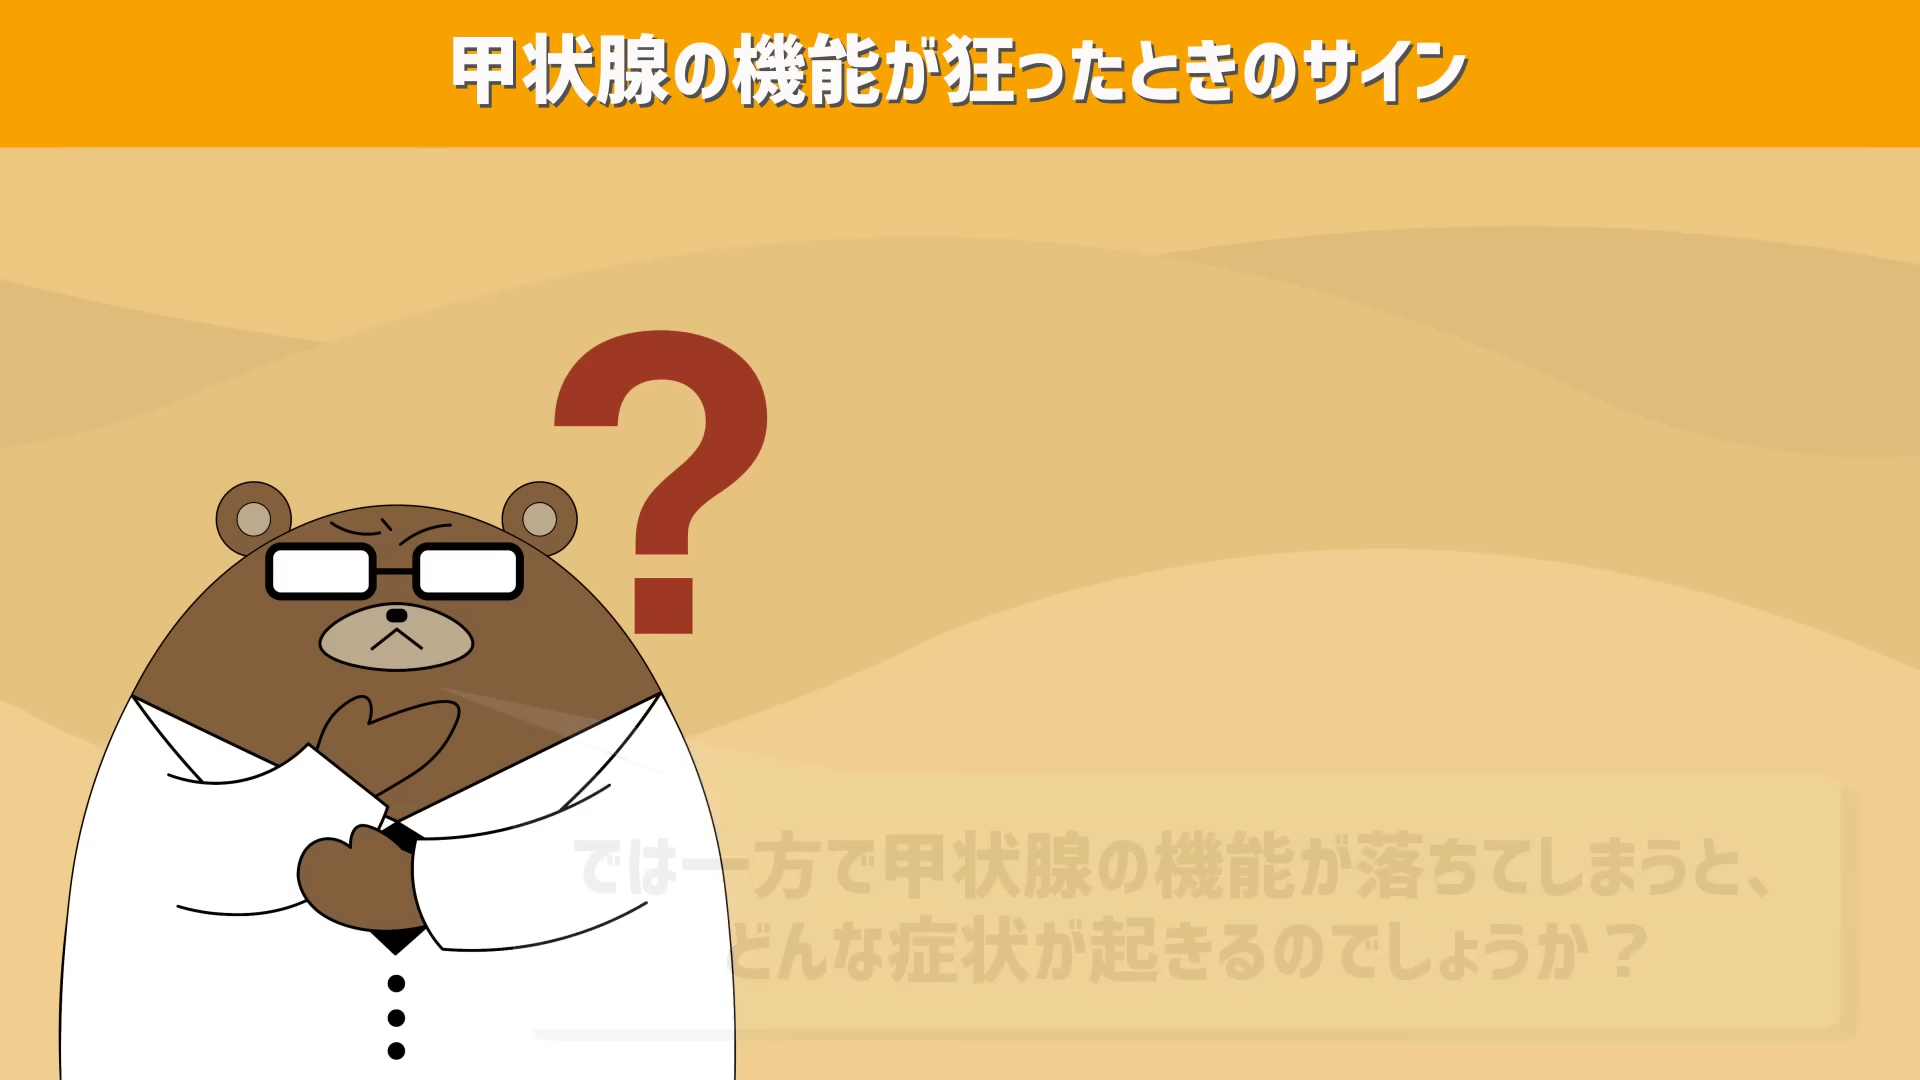 甲状腺の機能が狂ったときのサイン
?
では一方で甲状腺の機能が落ちてしまうと、
どんな症状が起きるのでしょうか？